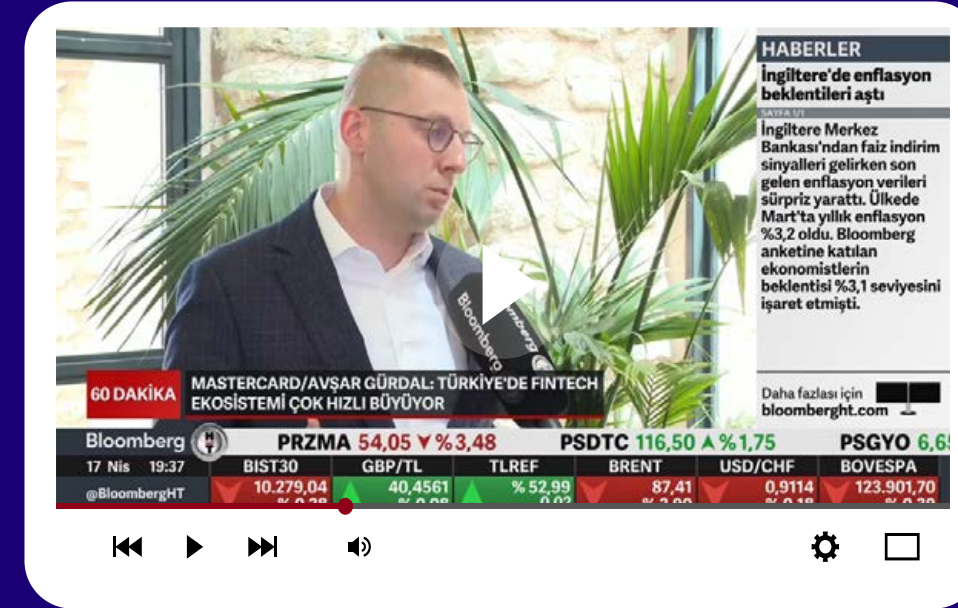 HABERLER
İngiltere'de enflasyon
beklentileri aştı
SAYFA 1/1
İngiltere Merkez
Bankası'ndan faiz indirim
sinyalleri gelirken son
gelen enflasyon verileri
sürpriz yarattı. Ülkede
Mart'ta yıllık enflasyon
%3,2 oldu. Bloomberg
anketine katılan
ekonomistlerin
beklentisi %3,1 seviyesini
işaret etmişti.
Daha fazlası için
bloomberght.com
Bloomberg
60 DAKİKA
MASTERCARD/AVŞAR GÜRDAL: TÜRKİYE'DE FINTECH
EKOSİSTEMİ ÇOK HIZLI BÜYÜYOR
Bloomberg HT PRZMA 54,05 %3,48 PSDTC 116,50 %1,75 PSGYO
17 Nis 19:37 BIST30 GBP/TL TLREF BRENT USD/CHF BOVESPA
@BloombergHT 10.279,04 40,4561 %52,99 87,41 0,9114 123.901,70